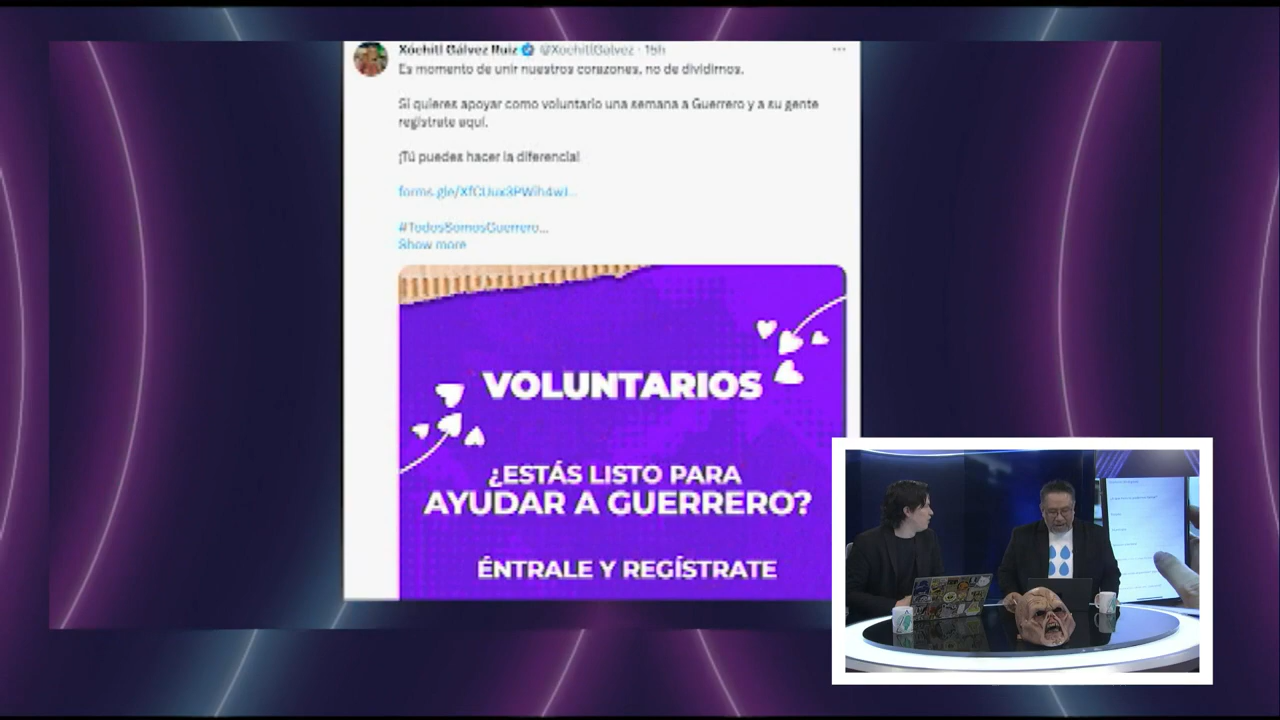 Xóchitl Gálvez Ruiz @XochitlGalvez · 15h
Es momento de unir nuestros corazones, no de dividirnos.
Si quieres apoyar como voluntario una semana a Guerrero y a su gente
regístrate aquí.
¡Tú puedes hacer la diferencia!
#TodosSomosGuerrero...
Show more
VOLUNTARIOS
¿ESTÁS LISTO PARA
AYUDAR A GUERRERO?
ÉNTRALE Y REGÍSTRATE